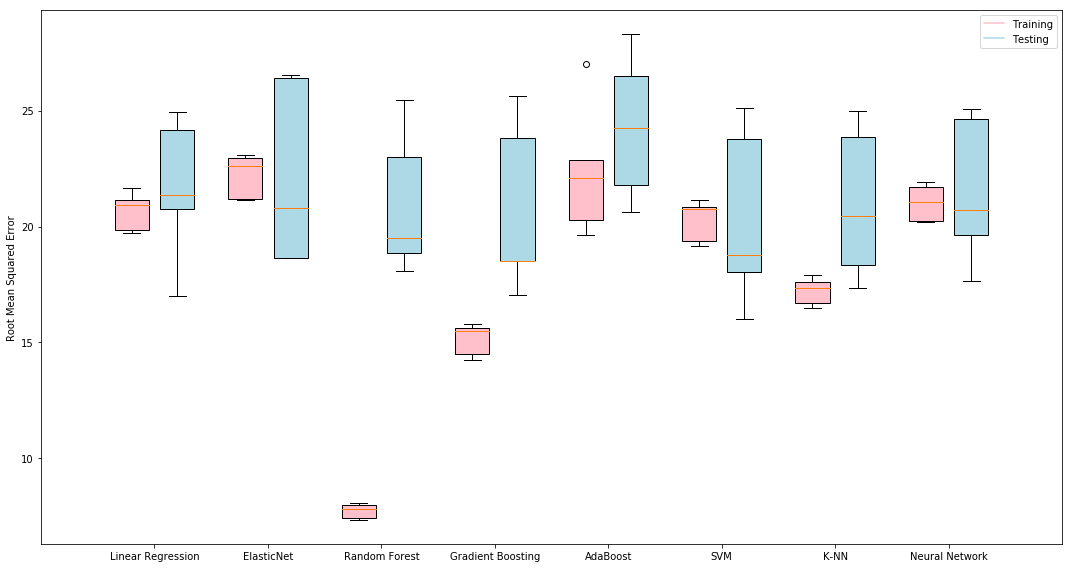 Training
Testing
Root Mean Squared Error
25
20
15
10
Linear Regression
ElasticNet
Random Forest
Gradient Boosting
AdaBoost
SVM
K-NN
Neural Network